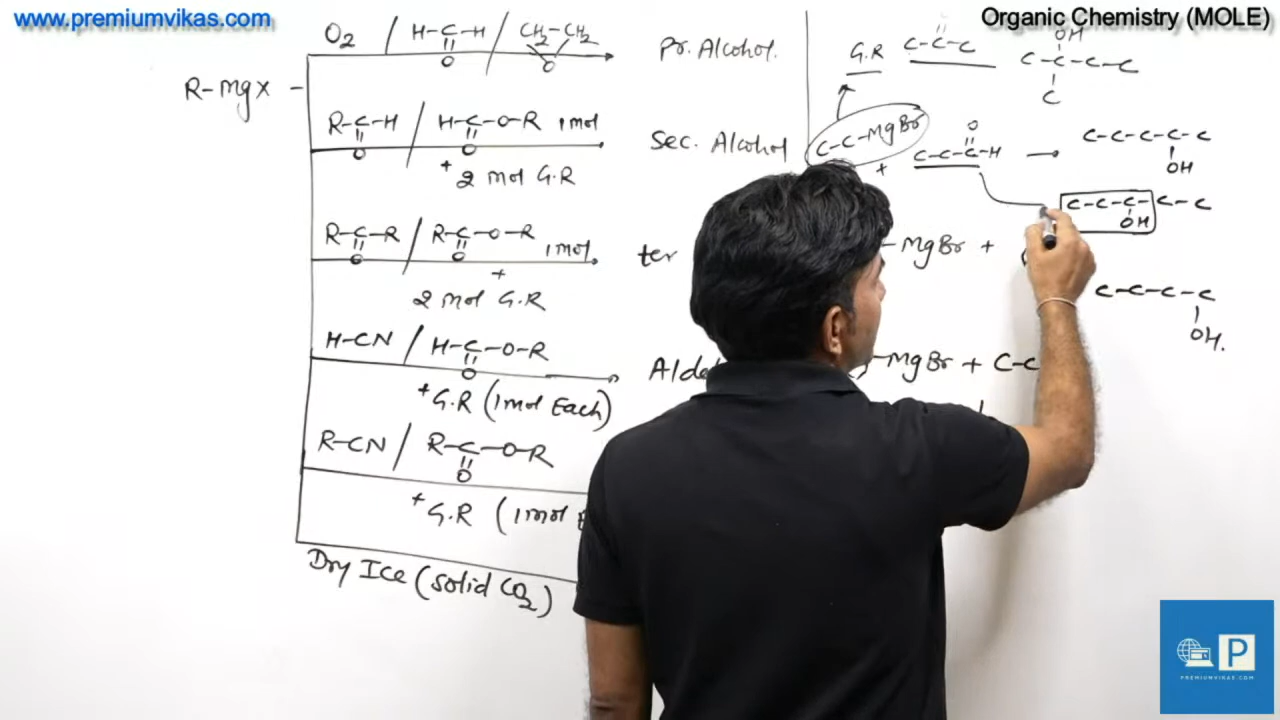 www.premiumvikas.com
Organic Chemistry (MOLE)
R-MgX
O2 / H-C-H / CH2-CH2
O O
Pr. Alcohol.
R-C-H / H-C-O-R 1mol
O O
+ 2 mol G.R
Sec. Alcohol
R-C-R / R-C-O-R 1mol
O O
+
2 mol G.R
ter
H-CN / H-C-O-R
O
+ G.R (1mol Each)
Alde
R-CN / R-C-O-R
O
+ G.R (1mol
Dry Ice (solid CO2)
G.R C-C-C
OH
C-C-C-C
C
C-C-MgBr
+
O
C-C-C-H → C-C-C-C-C
OH
C-C-C-C-C
OH
-MgBr +
C-C-C-C
OH.
-MgBr + C-C
P
PREMIUMVIKAS.COM